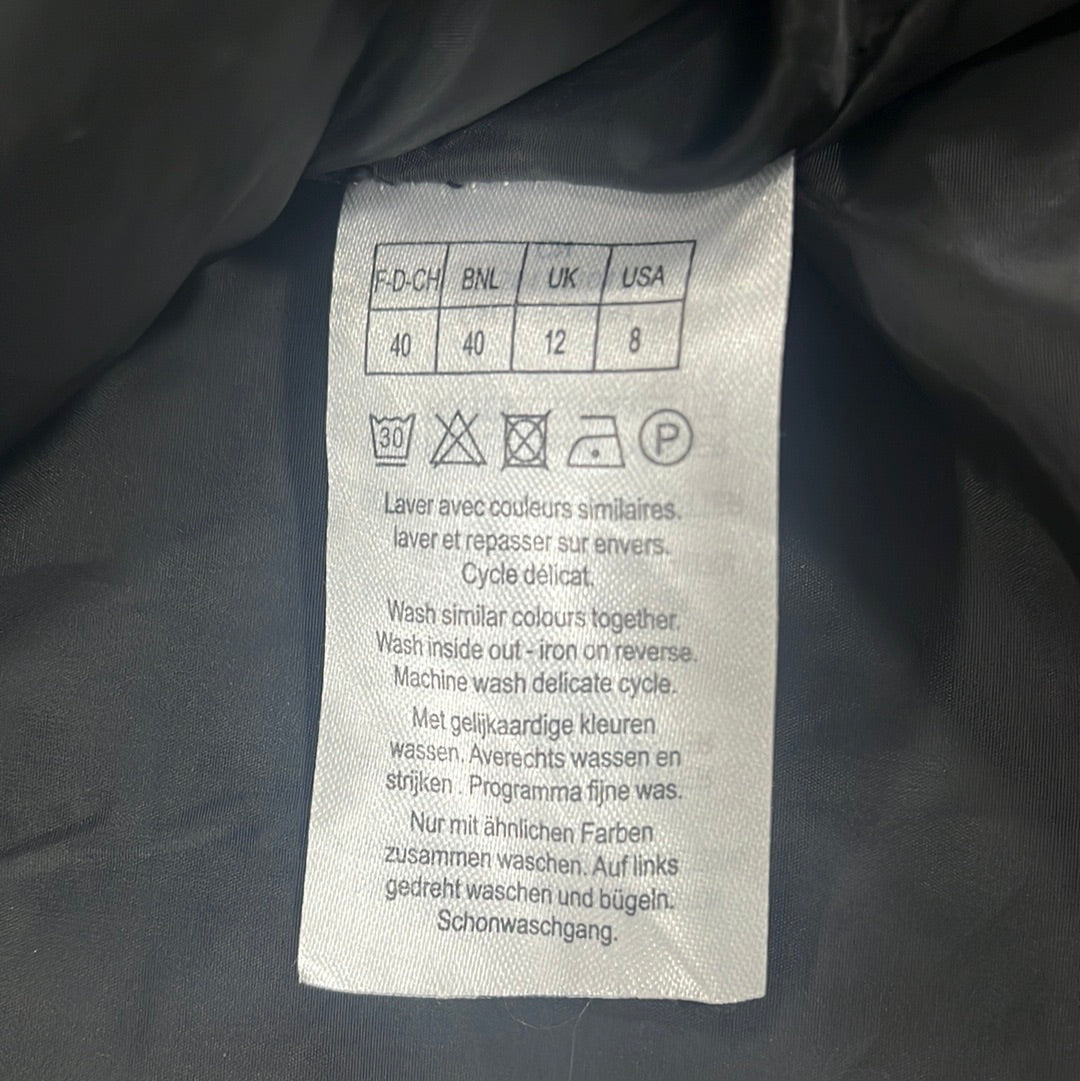 F-D-CH BNL UK USA
40 40 12 8
30 P
Laver avec couleurs similaires.
laver et repasser sur envers.
Cycle délicat.
Wash similar colours together.
Wash inside out - iron on reverse.
Machine wash delicate cycle.
Met gelijkaardige kleuren
wassen. Averechts wassen en
strijken . Programma fijne was.
Nur mit ähnlichen Farben
zusammen waschen. Auf links
gedreht waschen und bügeln.
Schonwaschgang.